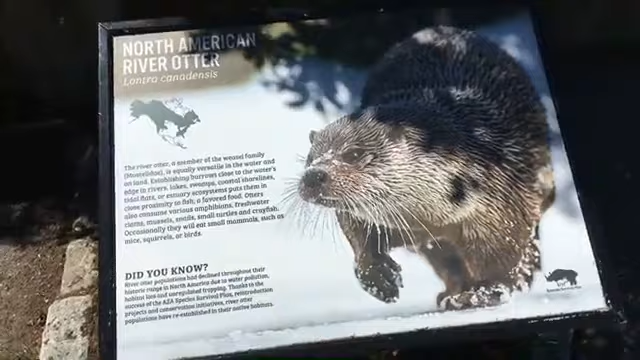 NORTH AMERICAN
RIVER OTTER
Lontra canadensis
The river otter, a member of the weasel family
(Mustelidae), is equally versatile in the water and
on land. Establishing burrows close to the water's
edge in rivers, lakes, swamps, coastal shorelines,
tidal flats, or estuary ecosystems puts them in
close proximity to fish, a favored food. Otters
also consume various amphibians, freshwater
clams, mussels, snails, small turtles and crayfish.
Occasionally they will eat small mammals, such as
mice, squirrels, or birds.
DID YOU KNOW?
River otter populations had declined throughout their
historic range in North America due to water pollution,
habitat loss and unregulated trapping. Thanks to the
success of the AZA Species Survival Plan, reintroduction
projects and conservation initiatives, river otter
populations have re-established in their native habitats.